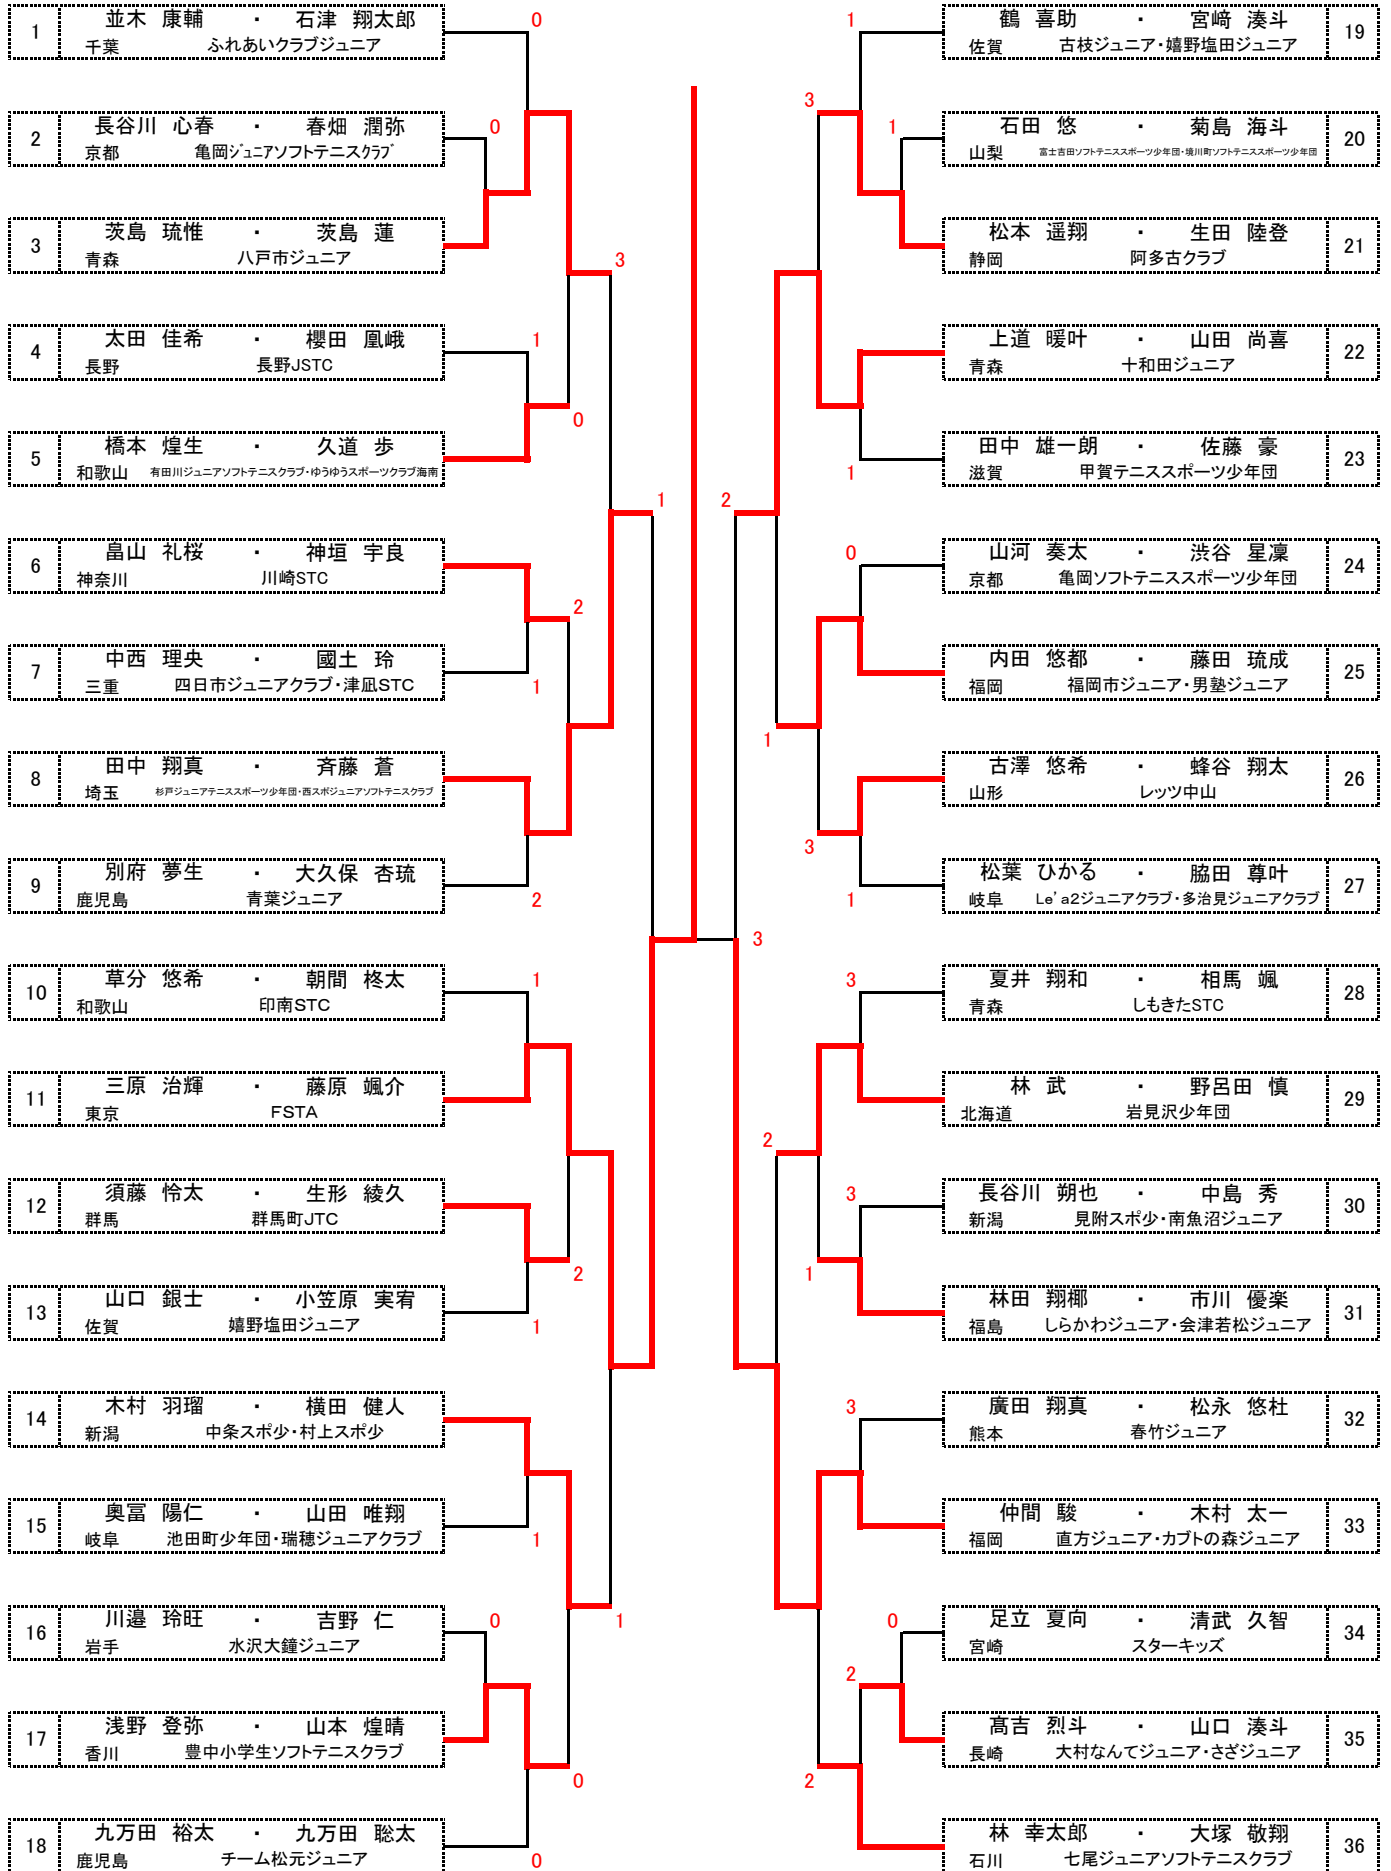 1 並木 康輔 ・ 石津 翔太郎
千葉 ふれあいクラブジュニア
0
2 長谷川 心春 ・ 春畑 潤弥
京都 亀岡ジュニアソフトテニスクラブ
0
3 茨島 琉惟 ・ 茨島 蓮
青森 八戸市ジュニア
3
4 太田 佳希 ・ 櫻田 凰峨
長野 長野JSTC
1
0
5 橋本 煌生 ・ 久道 歩
和歌山 有田川ジュニアソフトテニスクラブ・ゆうゆうスポーツクラブ海南
1
6 畠山 礼桜 ・ 神垣 宇良
神奈川 川崎STC
2
7 中西 理央 ・ 國土 玲
三重 四日市ジュニアクラブ・津凪STC
1
8 田中 翔真 ・ 斉藤 蒼
埼玉 杉戸ジュニアテニススポーツ少年団・西スポジュニアソフトテニスクラブ
9 別府 夢生 ・ 大久保 杏琉
鹿児島 青葉ジュニア
2
10 草分 悠希 ・ 朝間 柊太
和歌山 印南STC
1
11 三原 治輝 ・ 藤原 颯介
東京 FSTA
12 須藤 怜太 ・ 生形 綾久
群馬 群馬町JTC
2
13 山口 銀士 ・ 小笠原 実宥
佐賀 嬉野塩田ジュニア
1
14 木村 羽瑠 ・ 横田 健人
新潟 中条スポ少・村上スポ少
15 奥冨 陽仁 ・ 山田 唯翔
岐阜 池田町少年団・瑞穂ジュニアクラブ
1
16 川邉 玲旺 ・ 吉野 仁
岩手 水沢大鐘ジュニア
0
1
17 浅野 登弥 ・ 山本 煌晴
香川 豊中小学生ソフトテニスクラブ
0
18 九万田 裕太 ・ 九万田 聡太
鹿児島 チーム松元ジュニア
0
1
鶴 喜助 ・ 宮﨑 湊斗 19
佐賀 古枝ジュニア・嬉野塩田ジュニア
3
1
石田 悠 ・ 菊島 海斗 20
山梨 富士吉田ソフトテニススポーツ少年団・境川町ソフトテニススポーツ少年団
松本 遥翔 ・ 生田 陸登 21
静岡 阿多古クラブ
上道 暖叶 ・ 山田 尚喜 22
青森 十和田ジュニア
田中 雄一朗 ・ 佐藤 豪 23
滋賀 甲賀テニススポーツ少年団
1
2
0
山河 奏太 ・ 渋谷 星凜 24
京都 亀岡ソフトテニススポーツ少年団
内田 悠都 ・ 藤田 琉成 25
福岡 福岡市ジュニア・男塾ジュニア
1
古澤 悠希 ・ 蜂谷 翔太 26
山形 レッツ中山
3
松葉 ひかる ・ 脇田 尊叶 27
岐阜 Le'a2ジュニアクラブ・多治見ジュニアクラブ
1
3
3
夏井 翔和 ・ 相馬 颯 28
青森 しもきたSTC
林 武 ・ 野呂田 慎 29
北海道 岩見沢少年団
2
3
長谷川 朔也 ・ 中島 秀 30
新潟 見附スポ少・南魚沼ジュニア
1
林田 翔椰 ・ 市川 優楽 31
福島 しらかわジュニア・会津若松ジュニア
3
廣田 翔真 ・ 松永 悠杜 32
熊本 春竹ジュニア
仲間 駿 ・ 木村 太一 33
福岡 直方ジュニア・カブトの森ジュニア
0
足立 夏向 ・ 清武 久智 34
宮崎 スターキッズ
2
髙吉 烈斗 ・ 山口 湊斗 35
長崎 大村なんてジュニア・さざジュニア
2
林 幸太郎 ・ 大塚 敬翔 36
石川 七尾ジュニアソフトテニスクラブ